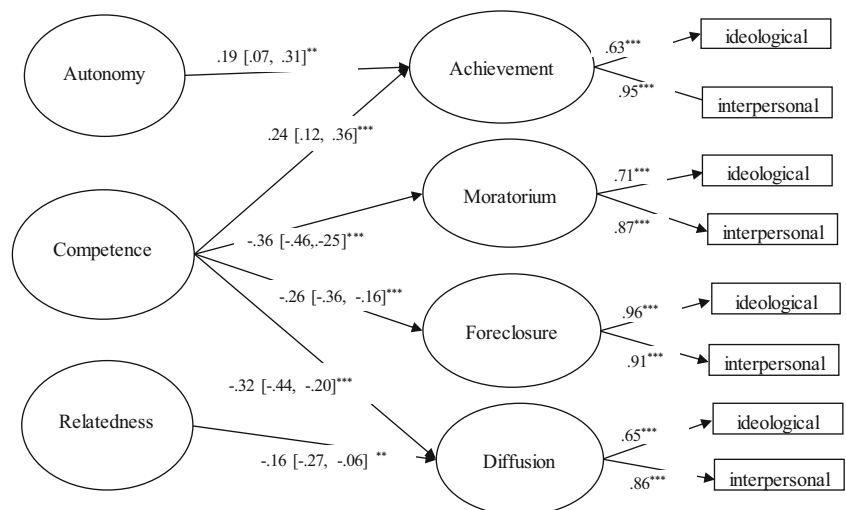 .63***
ideological
.19 [.07, .31]**
Autonomy
Achievement
.95***
interpersonal
.24 [.12, .36]***
.71***
ideological
Moratorium
.87***
interpersonal
-.36 [-.46,-.25]***
Competence
-.26 [-.36, -.16]***
.96***
ideological
Foreclosure
.91***
interpersonal
-.32 [-.44, -.20]***
Relatedness
.65***
ideological
-.16 [-.27, -.06] **
Diffusion
.86***
interpersonal